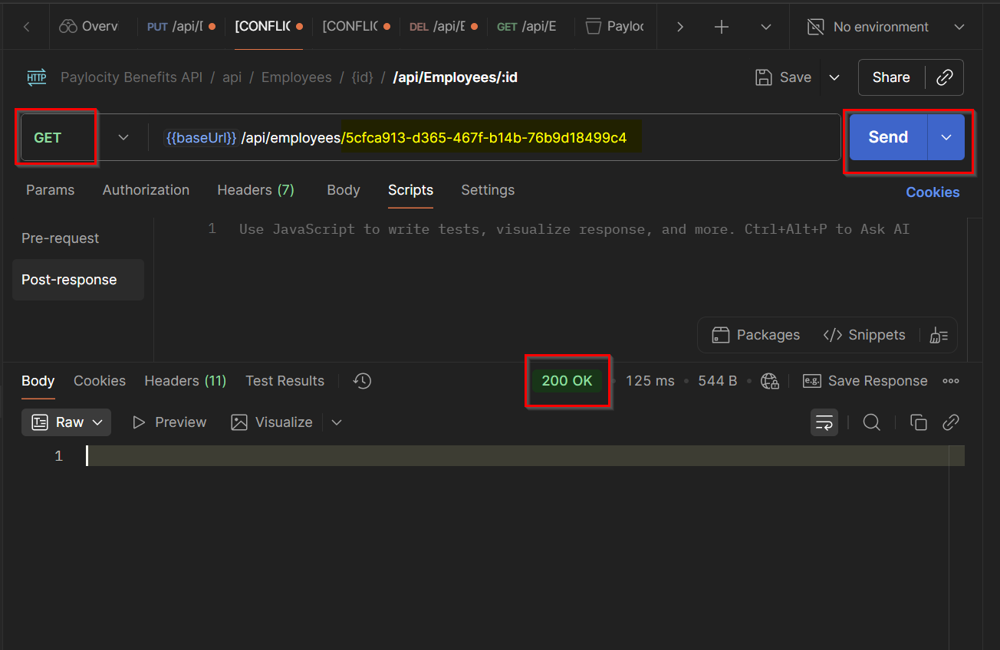 Overv PUT /api/ [CONFLIC [CONFLIC DEL /api/E GET /api/E Payloc No environment
HTTP Paylocity Benefits API / api / Employees / {id} / /api/Employees/:id Save Share
GET {{baseUrl}} /api/employees/5cfca913-d365-467f-b14b-76b9d18499c4 Send
Params Authorization Headers (7) Body Scripts Settings Cookies
Pre-request
Post-response
1 Use JavaScript to write tests, visualize response, and more. Ctrl+Alt+P to Ask AI
Packages </> Snippets
Body Cookies Headers (11) Test Results 200 OK • 125 ms • 544 B • e.g. Save Response
Raw Preview Visualize
1